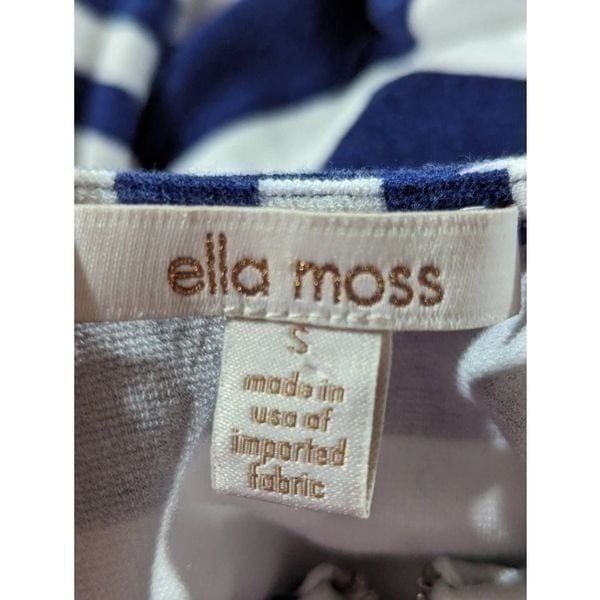 ella moss
S
made in
usa of
imported
fabric